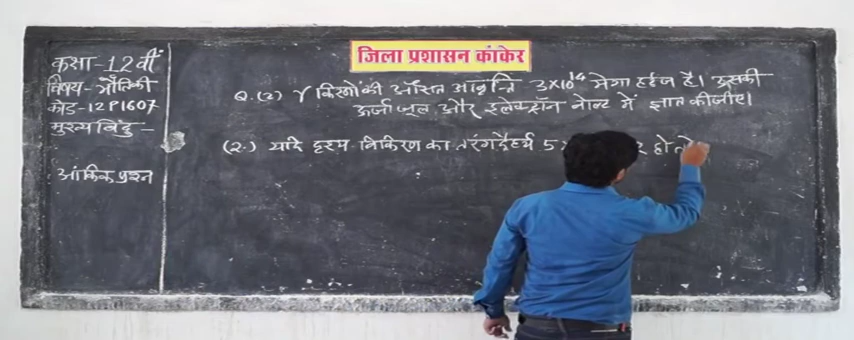 जिला प्रशासन कांकेर
कक्षा-12वीं
विषय- भौतिकी
कोड-12P1607
मुख्य बिंदु -
आंकिक प्रश्न
Q.(2) γ किरणों की औसत आवृत्ति 3×10¹⁴ मेगा हर्ट्ज है। उसकी
ऊर्जा जूल और इलेक्ट्रॉन वोल्ट में ज्ञात कीजीए।
(2.) यदि दृश्य विकिरण का तरंगदैर्घ्य 5 हो तो